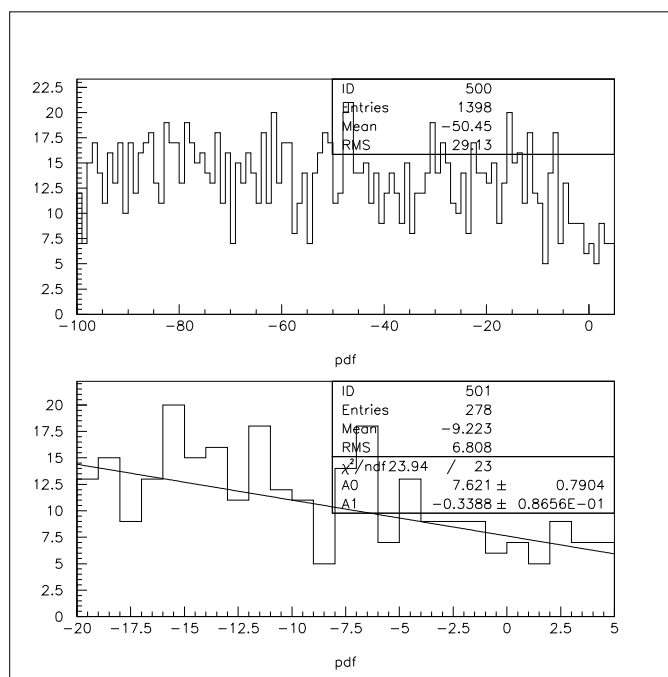 22.5
20
17.5
15
12.5
10
7.5
5
2.5
0
ID 500
Entries 1398
Mean −50.45
RMS 29.13
−100 −80 −60 −40 −20 0
pdf
20
17.5
15
12.5
10
7.5
5
2.5
0
ID 501
Entries 278
Mean −9.223
RMS 6.808
χ²/ndf 23.94 / 23
A0 7.621 ± 0.7904
A1 −0.3388 ± 0.8656E−01
−20 −17.5 −15 −12.5 −10 −7.5 −5 −2.5 0 2.5 5
pdf